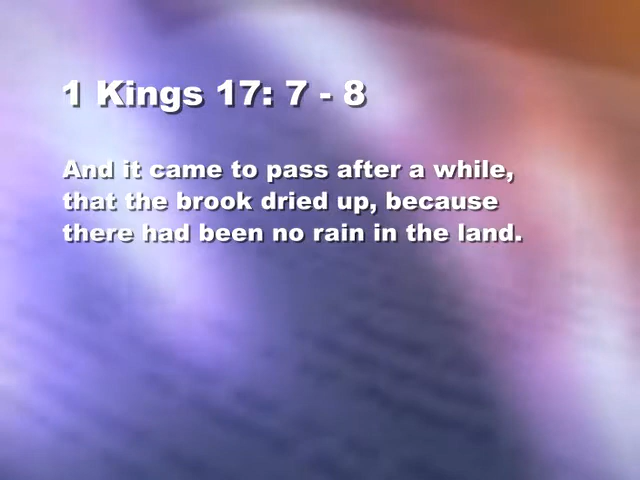 1 Kings 17: 7 - 8
And it came to pass after a while,
that the brook dried up, because
there had been no rain in the land.